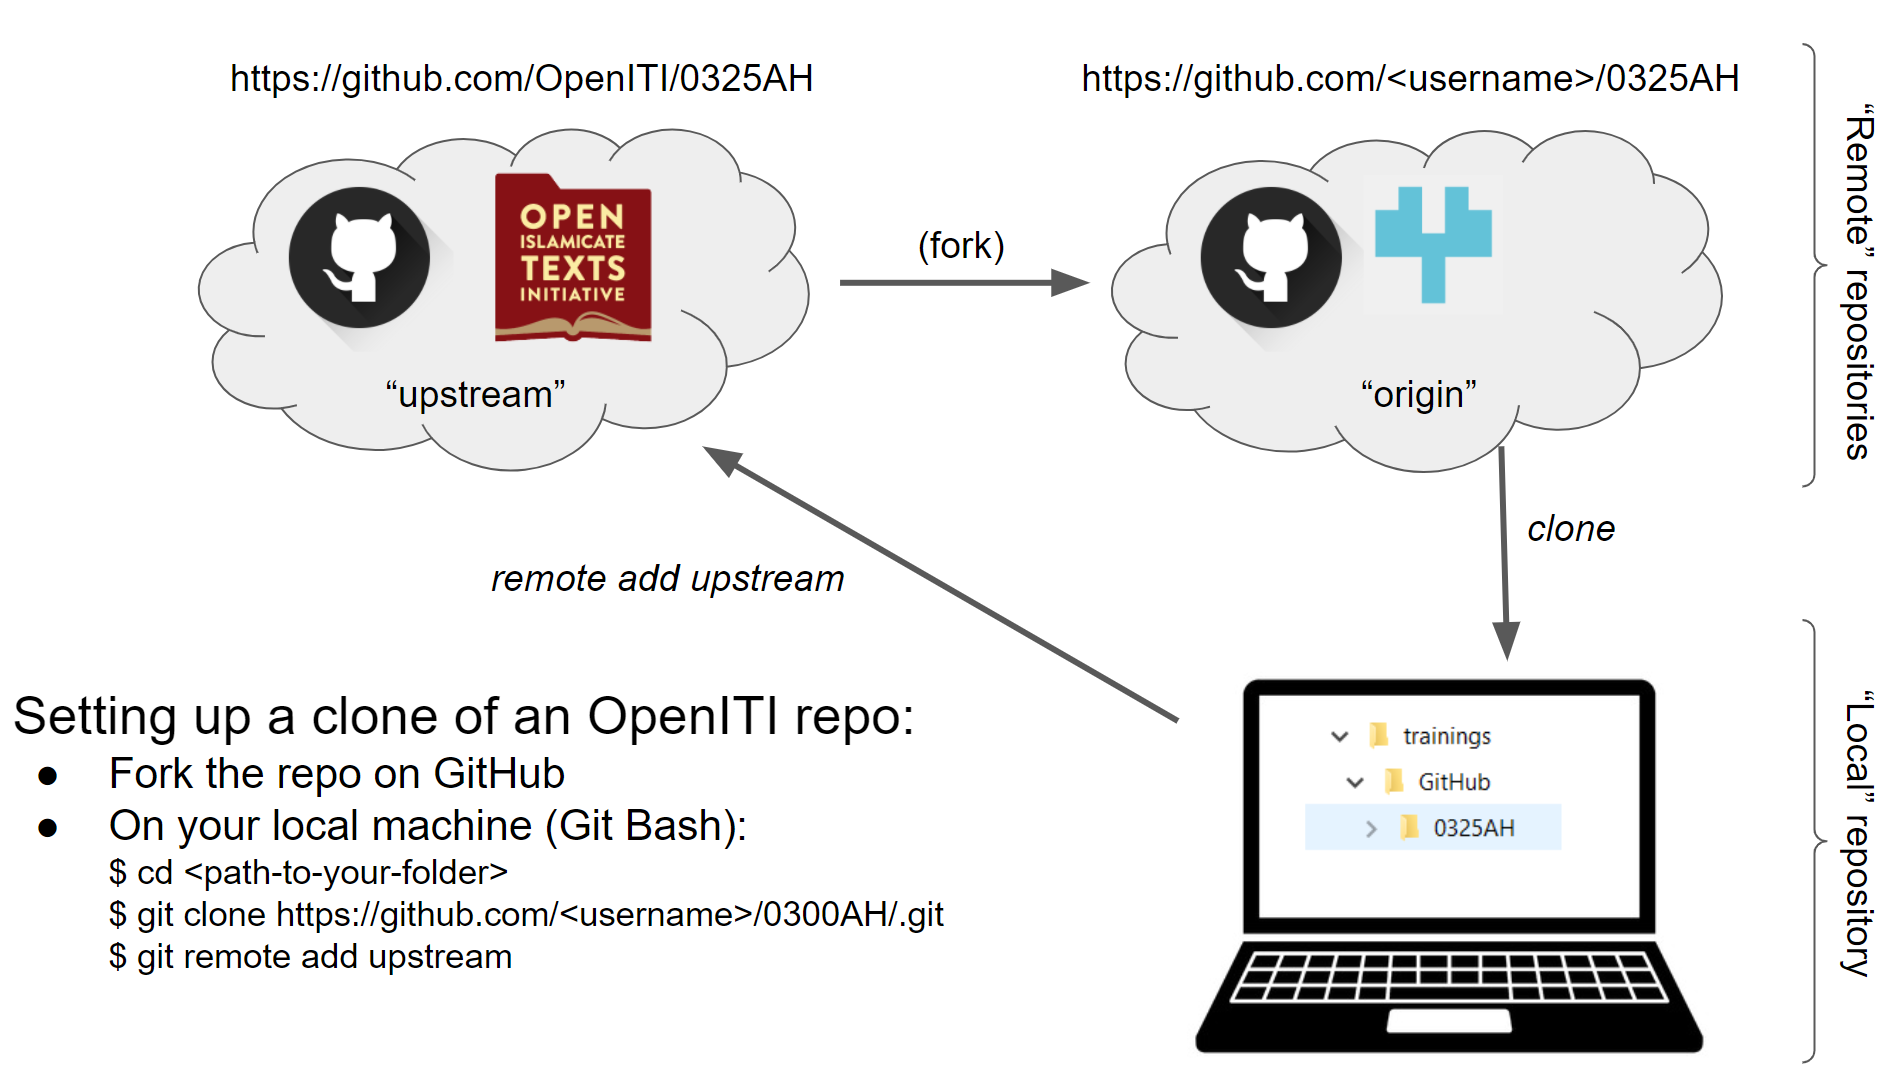 https://github.com/OpenITI/0325AH
https://github.com/<username>/0325AH
OPEN
ISLAMICATE
TEXTS
INITIATIVE
“upstream”
(fork)
“origin”
“Remote” repositories
clone
remote add upstream
Setting up a clone of an OpenITI repo:
● Fork the repo on GitHub
● On your local machine (Git Bash):
$ cd <path-to-your-folder>
$ git clone https://github.com/<username>/0300AH/.git
$ git remote add upstream
trainings
GitHub
0325AH
“Local” repository